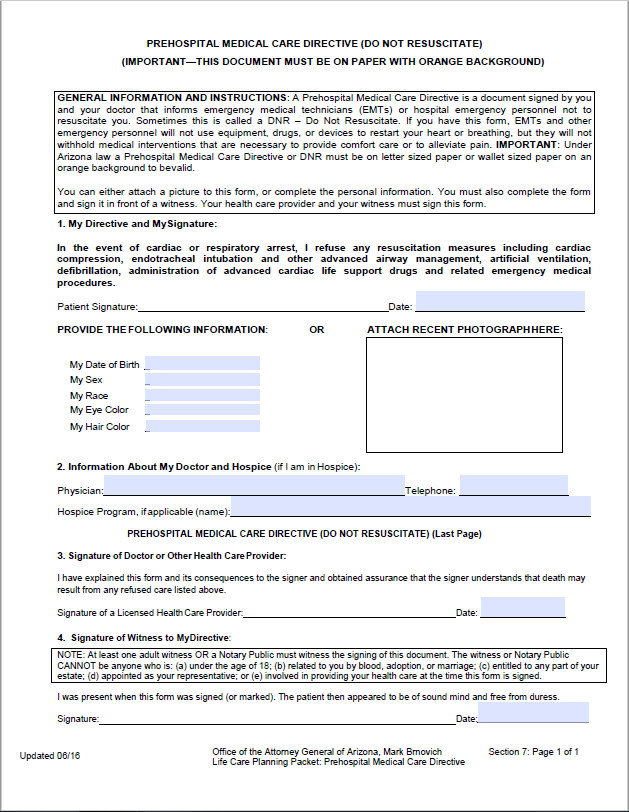 PREHOSPITAL MEDICAL CARE DIRECTIVE (DO NOT RESUSCITATE)
(IMPORTANT—THIS DOCUMENT MUST BE ON PAPER WITH ORANGE BACKGROUND)
GENERAL INFORMATION AND INSTRUCTIONS: A Prehospital Medical Care Directive is a document signed by you
and your doctor that informs emergency medical technicians (EMTs) or hospital emergency personnel not to
resuscitate you. Sometimes this is called a DNR – Do Not Resuscitate. If you have this form, EMTs and other
emergency personnel will not use equipment, drugs, or devices to restart your heart or breathing, but they will not
withhold medical interventions that are necessary to provide comfort care or to alleviate pain. IMPORTANT: Under
Arizona law a Prehospital Medical Care Directive or DNR must be on letter sized paper or wallet sized paper on an
orange background to bevalid.
You can either attach a picture to this form, or complete the personal information. You must also complete the form
and sign it in front of a witness. Your health care provider and your witness must sign this form.
1. My Directive and MySignature:
In the event of cardiac or respiratory arrest, I refuse any resuscitation measures including cardiac
compression, endotracheal intubation and other advanced airway management, artificial ventilation,
defibrillation, administration of advanced cardiac life support drugs and related emergency medical
procedures.
Patient Signature: Date:
PROVIDE THE FOLLOWING INFORMATION: OR ATTACH RECENT PHOTOGRAPHHERE:
My Date of Birth
My Sex
My Race
My Eye Color
My Hair Color
2. Information About My Doctor and Hospice (if I am in Hospice):
Physician: Telephone:
Hospice Program, if applicable (name):
PREHOSPITAL MEDICAL CARE DIRECTIVE (DO NOT RESUSCITATE) (Last Page)
3. Signature of Doctor or Other Health Care Provider:
I have explained this form and its consequences to the signer and obtained assurance that the signer understands that death may
result from any refused care listed above.
Signature of a Licensed Health Care Provider: Date:
4. Signature of Witness to MyDirective:
NOTE: At least one adult witness OR a Notary Public must witness the signing of this document. The witness or Notary Public
CANNOT be anyone who is: (a) under the age of 18; (b) related to you by blood, adoption, or marriage; (c) entitled to any part of your
estate; (d) appointed as your representative; or (e) involved in providing your health care at the time this form is signed.
I was present when this form was signed (or marked). The patient then appeared to be of sound mind and free from duress.
Signature: Date:
Updated 06/16
Office of the Attorney General of Arizona, Mark Brnovich Section 7: Page 1 of 1
Life Care Planning Packet: Prehospital Medical Care Directive